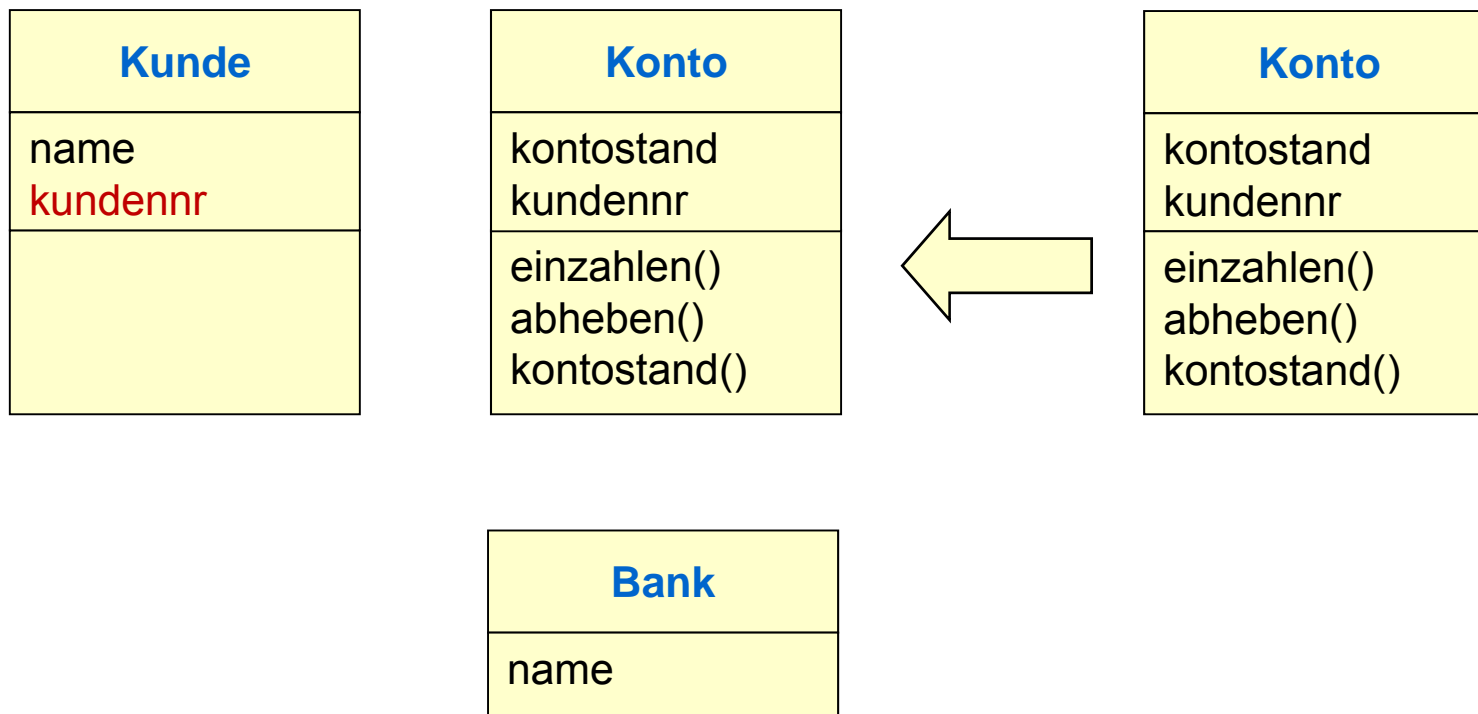 Kunde
name
kundennr
Konto
kontostand
kundennr
einzahlen()
abheben()
kontostand()
Konto
kontostand
kundennr
einzahlen()
abheben()
kontostand()
Bank
name